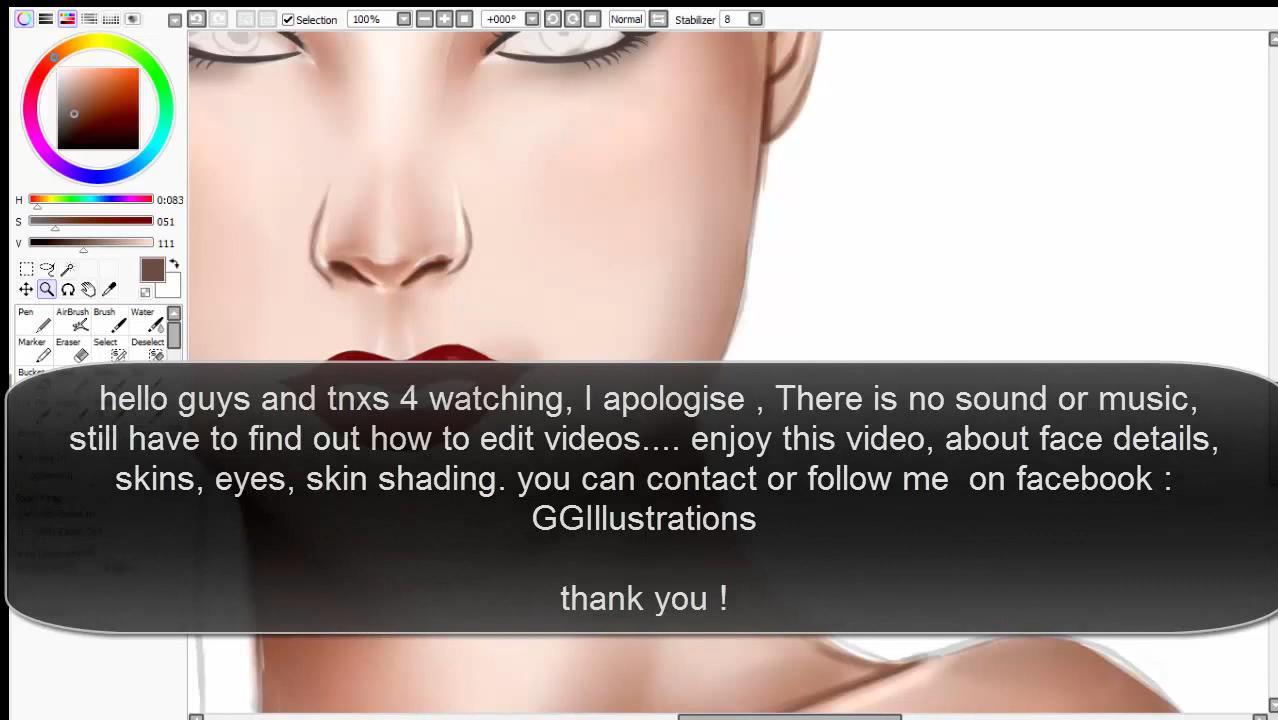 Selection 100% +000° Normal Stabilizer 8
H 0:083
S 051
V 111
Pen AirBrush Brush Water
Marker Eraser Select Deselect
Bucket
hello guys and tnxs 4 watching, I apologise , There is no sound or music,
still have to find out how to edit videos.... enjoy this video, about face details,
skins, eyes, skin shading. you can contact or follow me on facebook :
GGIllustrations
thank you !